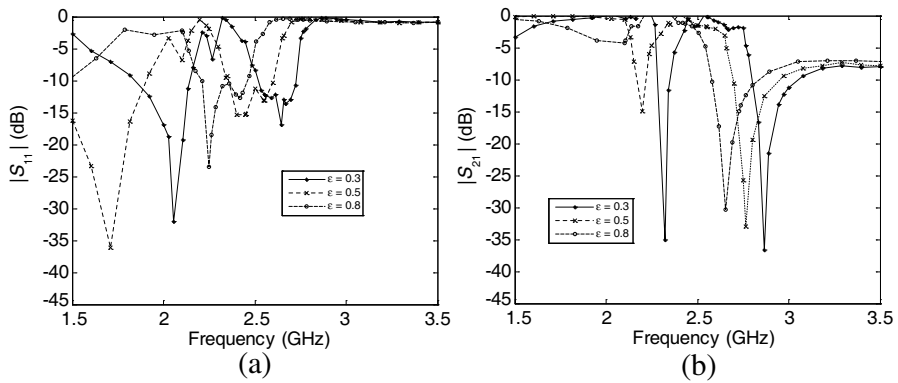 0
-5
-10
-15
-20
-25
-30
-35
-40
-45
|S11| (dB)
ε = 0.3
ε = 0.5
ε = 0.8
1.5 2 2.5 3 3.5
Frequency (GHz)
(a)
0
-5
-10
-15
-20
-25
-30
-35
-40
-45
|S21| (dB)
ε = 0.3
ε = 0.5
ε = 0.8
1.5 2 2.5 3 3.5
Frequency (GHz)
(b)